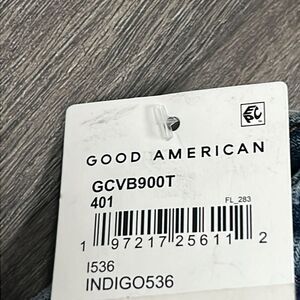 GOOD AMERICAN
GCVB900T
401
FL_283
1 97217 25611 2
I536
INDIGO536